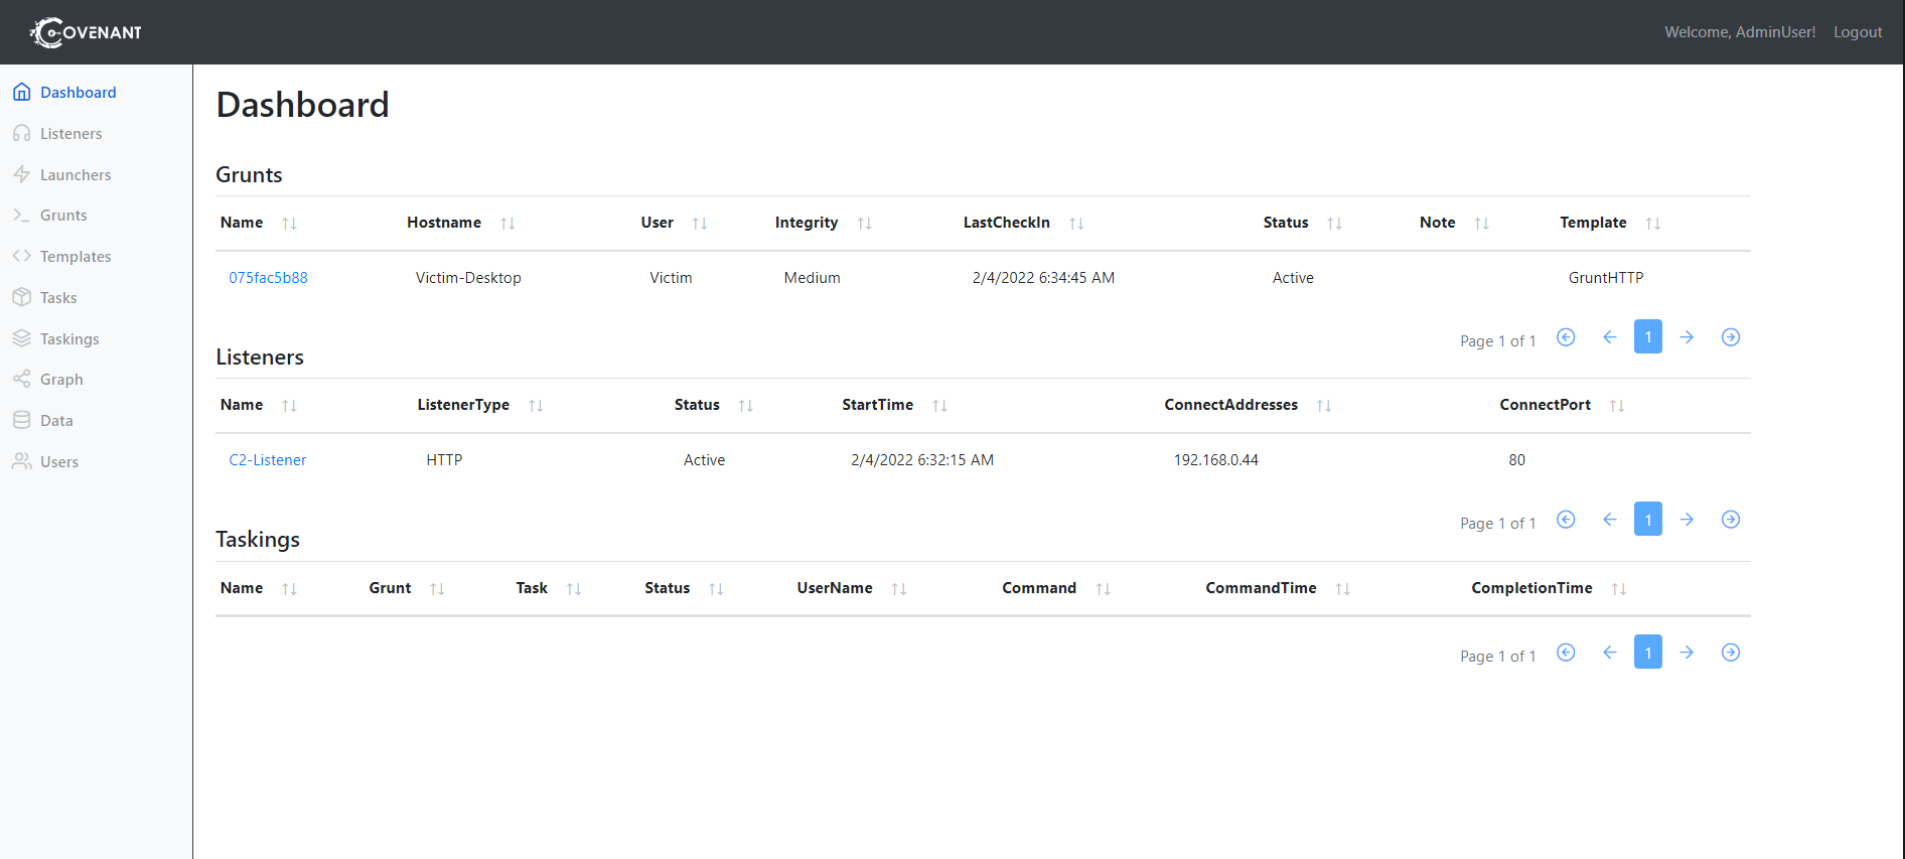 COVENANT
Welcome, AdminUser! Logout
Dashboard
Listeners
Launchers
Grunts
Templates
Tasks
Taskings
Graph
Data
Users
Dashboard
Grunts
Name Hostname User Integrity LastCheckIn Status Note Template
075fac5b88 Victim-Desktop Victim Medium 2/4/2022 6:34:45 AM Active GruntHTTP
Page 1 of 1 1
Listeners
Name ListenerType Status StartTime ConnectAddresses ConnectPort
C2-Listener HTTP Active 2/4/2022 6:32:15 AM 192.168.0.44 80
Page 1 of 1 1
Taskings
Name Grunt Task Status UserName Command CommandTime CompletionTime
Page 1 of 1 1